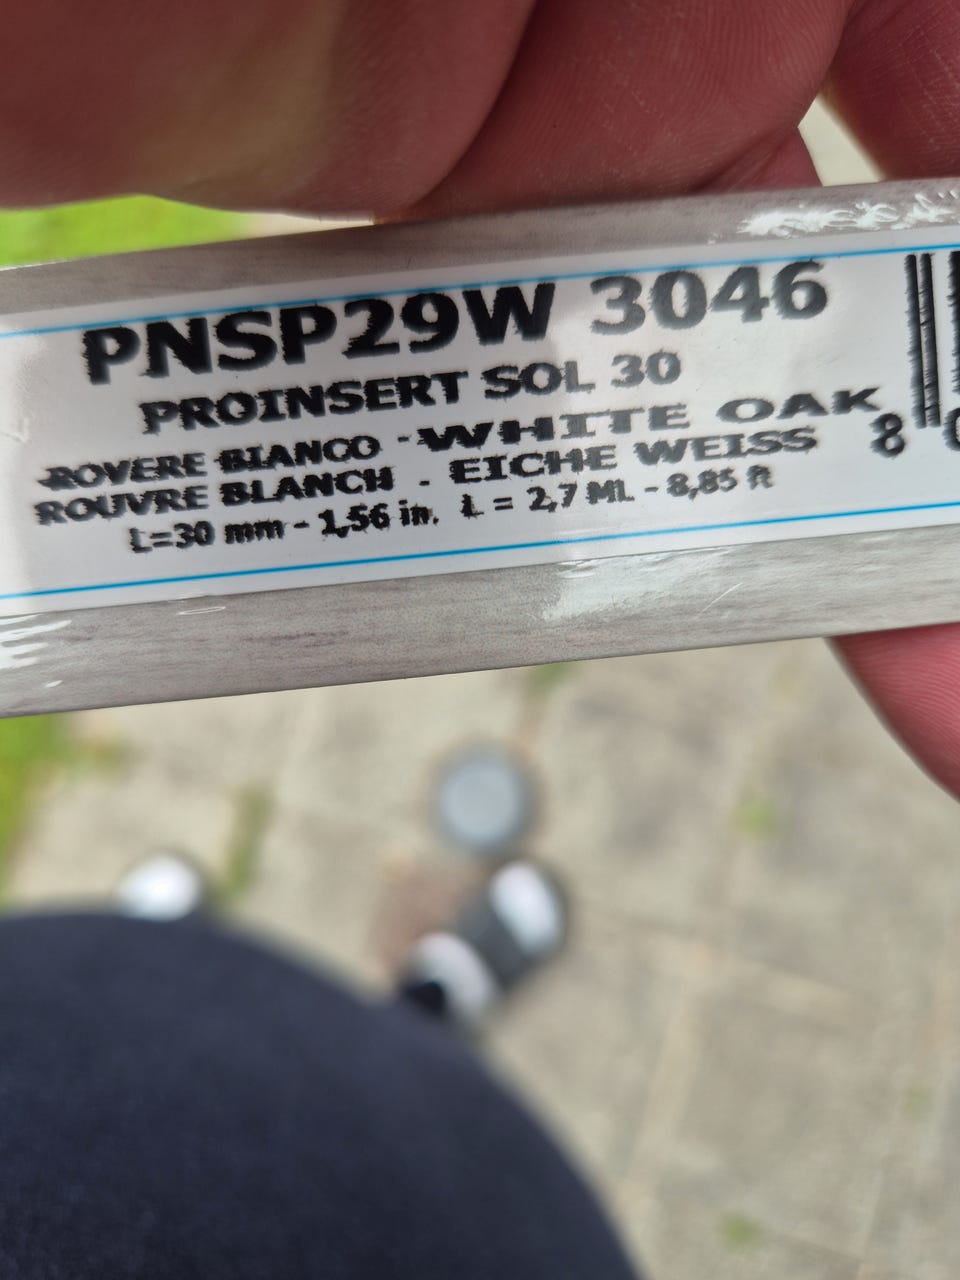 PNSP29W 3046
PROINSERT SOL 30
ROVERE BIANCO - WHITE OAK
ROUVRE BLANCH - EICHE WEISS
L=30 mm - 1,56 in. L = 2,7 ML - 8,85 ft
8